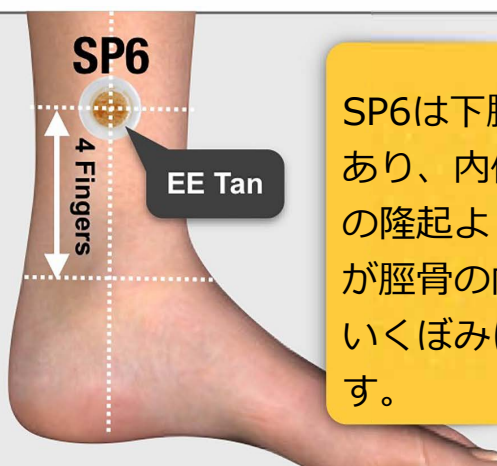 SP6
4 Fingers
EE Tan
SP6は下
あり、内
の隆起よ
が脛骨の
いくぼみ
す。